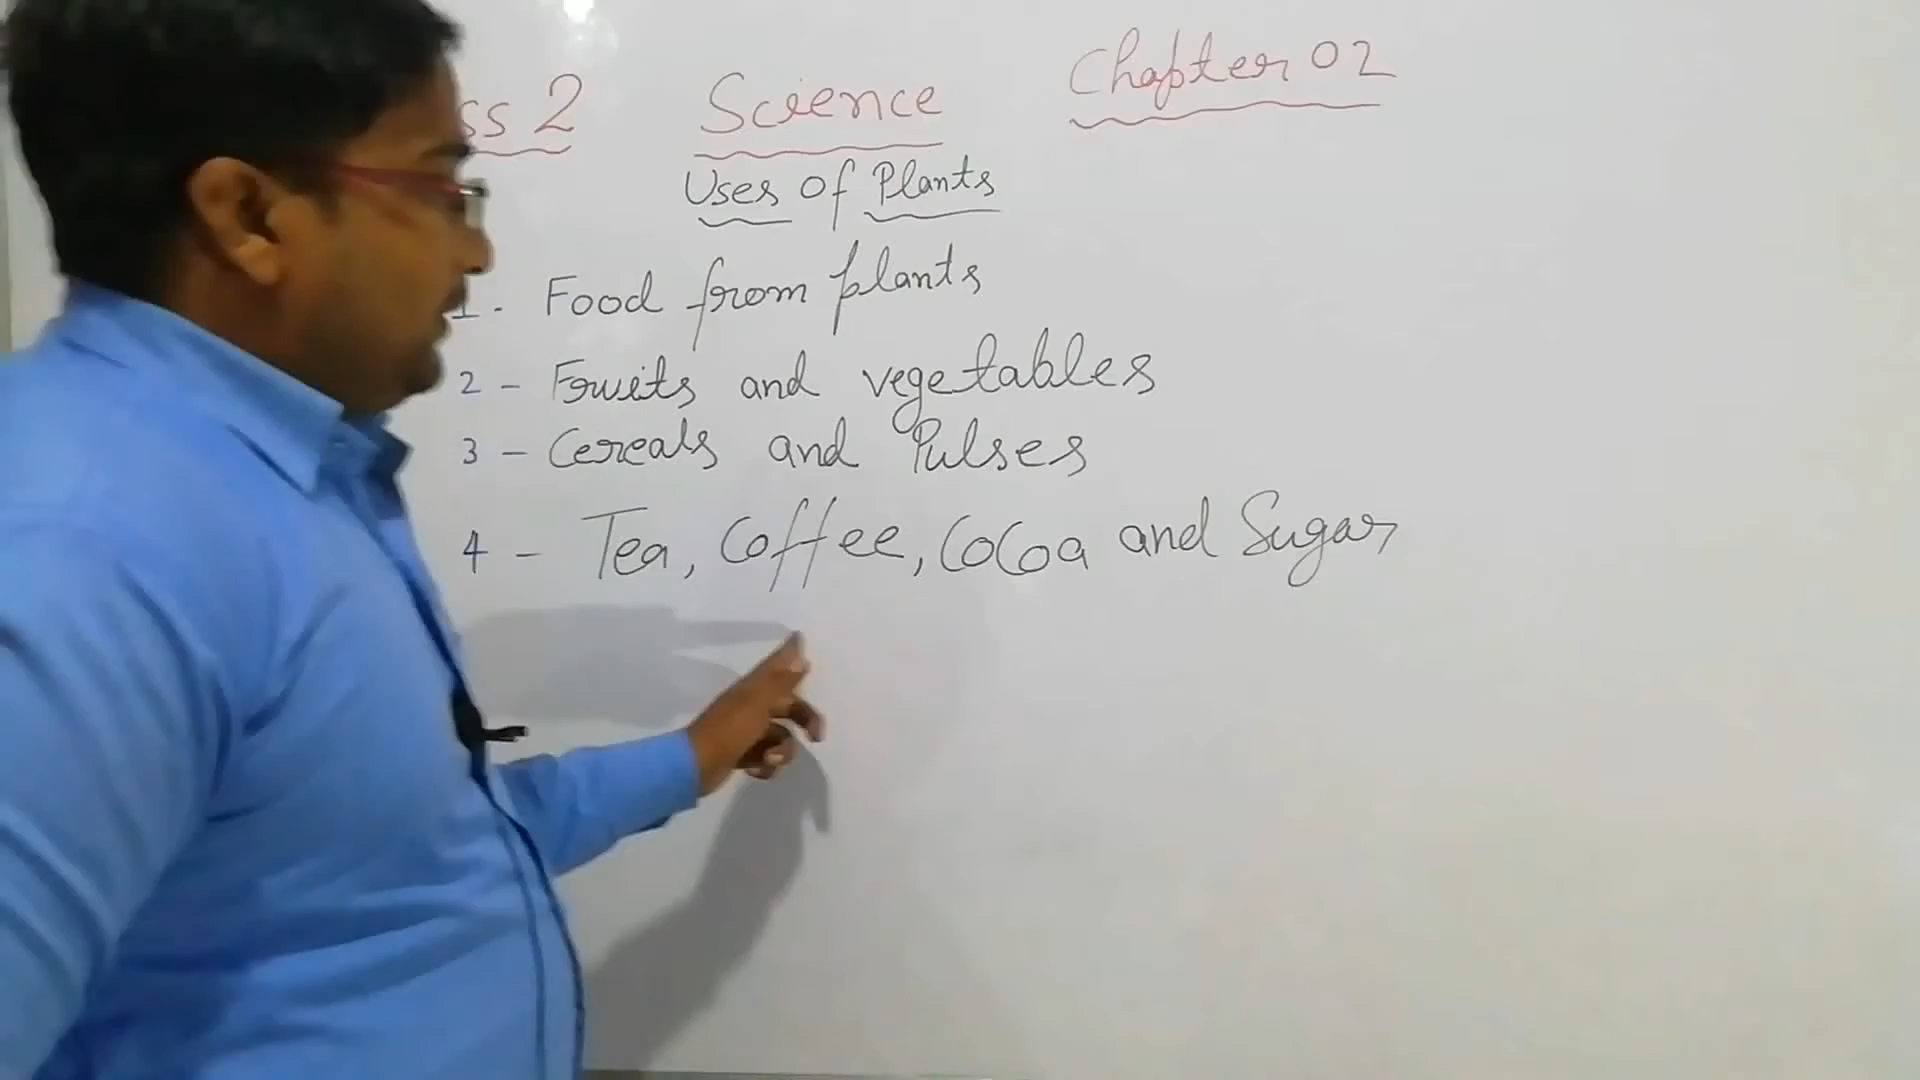 ss 2 Science Chapter 02
Uses of Plants
1. Food from plants
2 - Fruits and vegetables
3 - Cereals and Pulses
4 - Tea, Coffee, Cocoa and Sugar